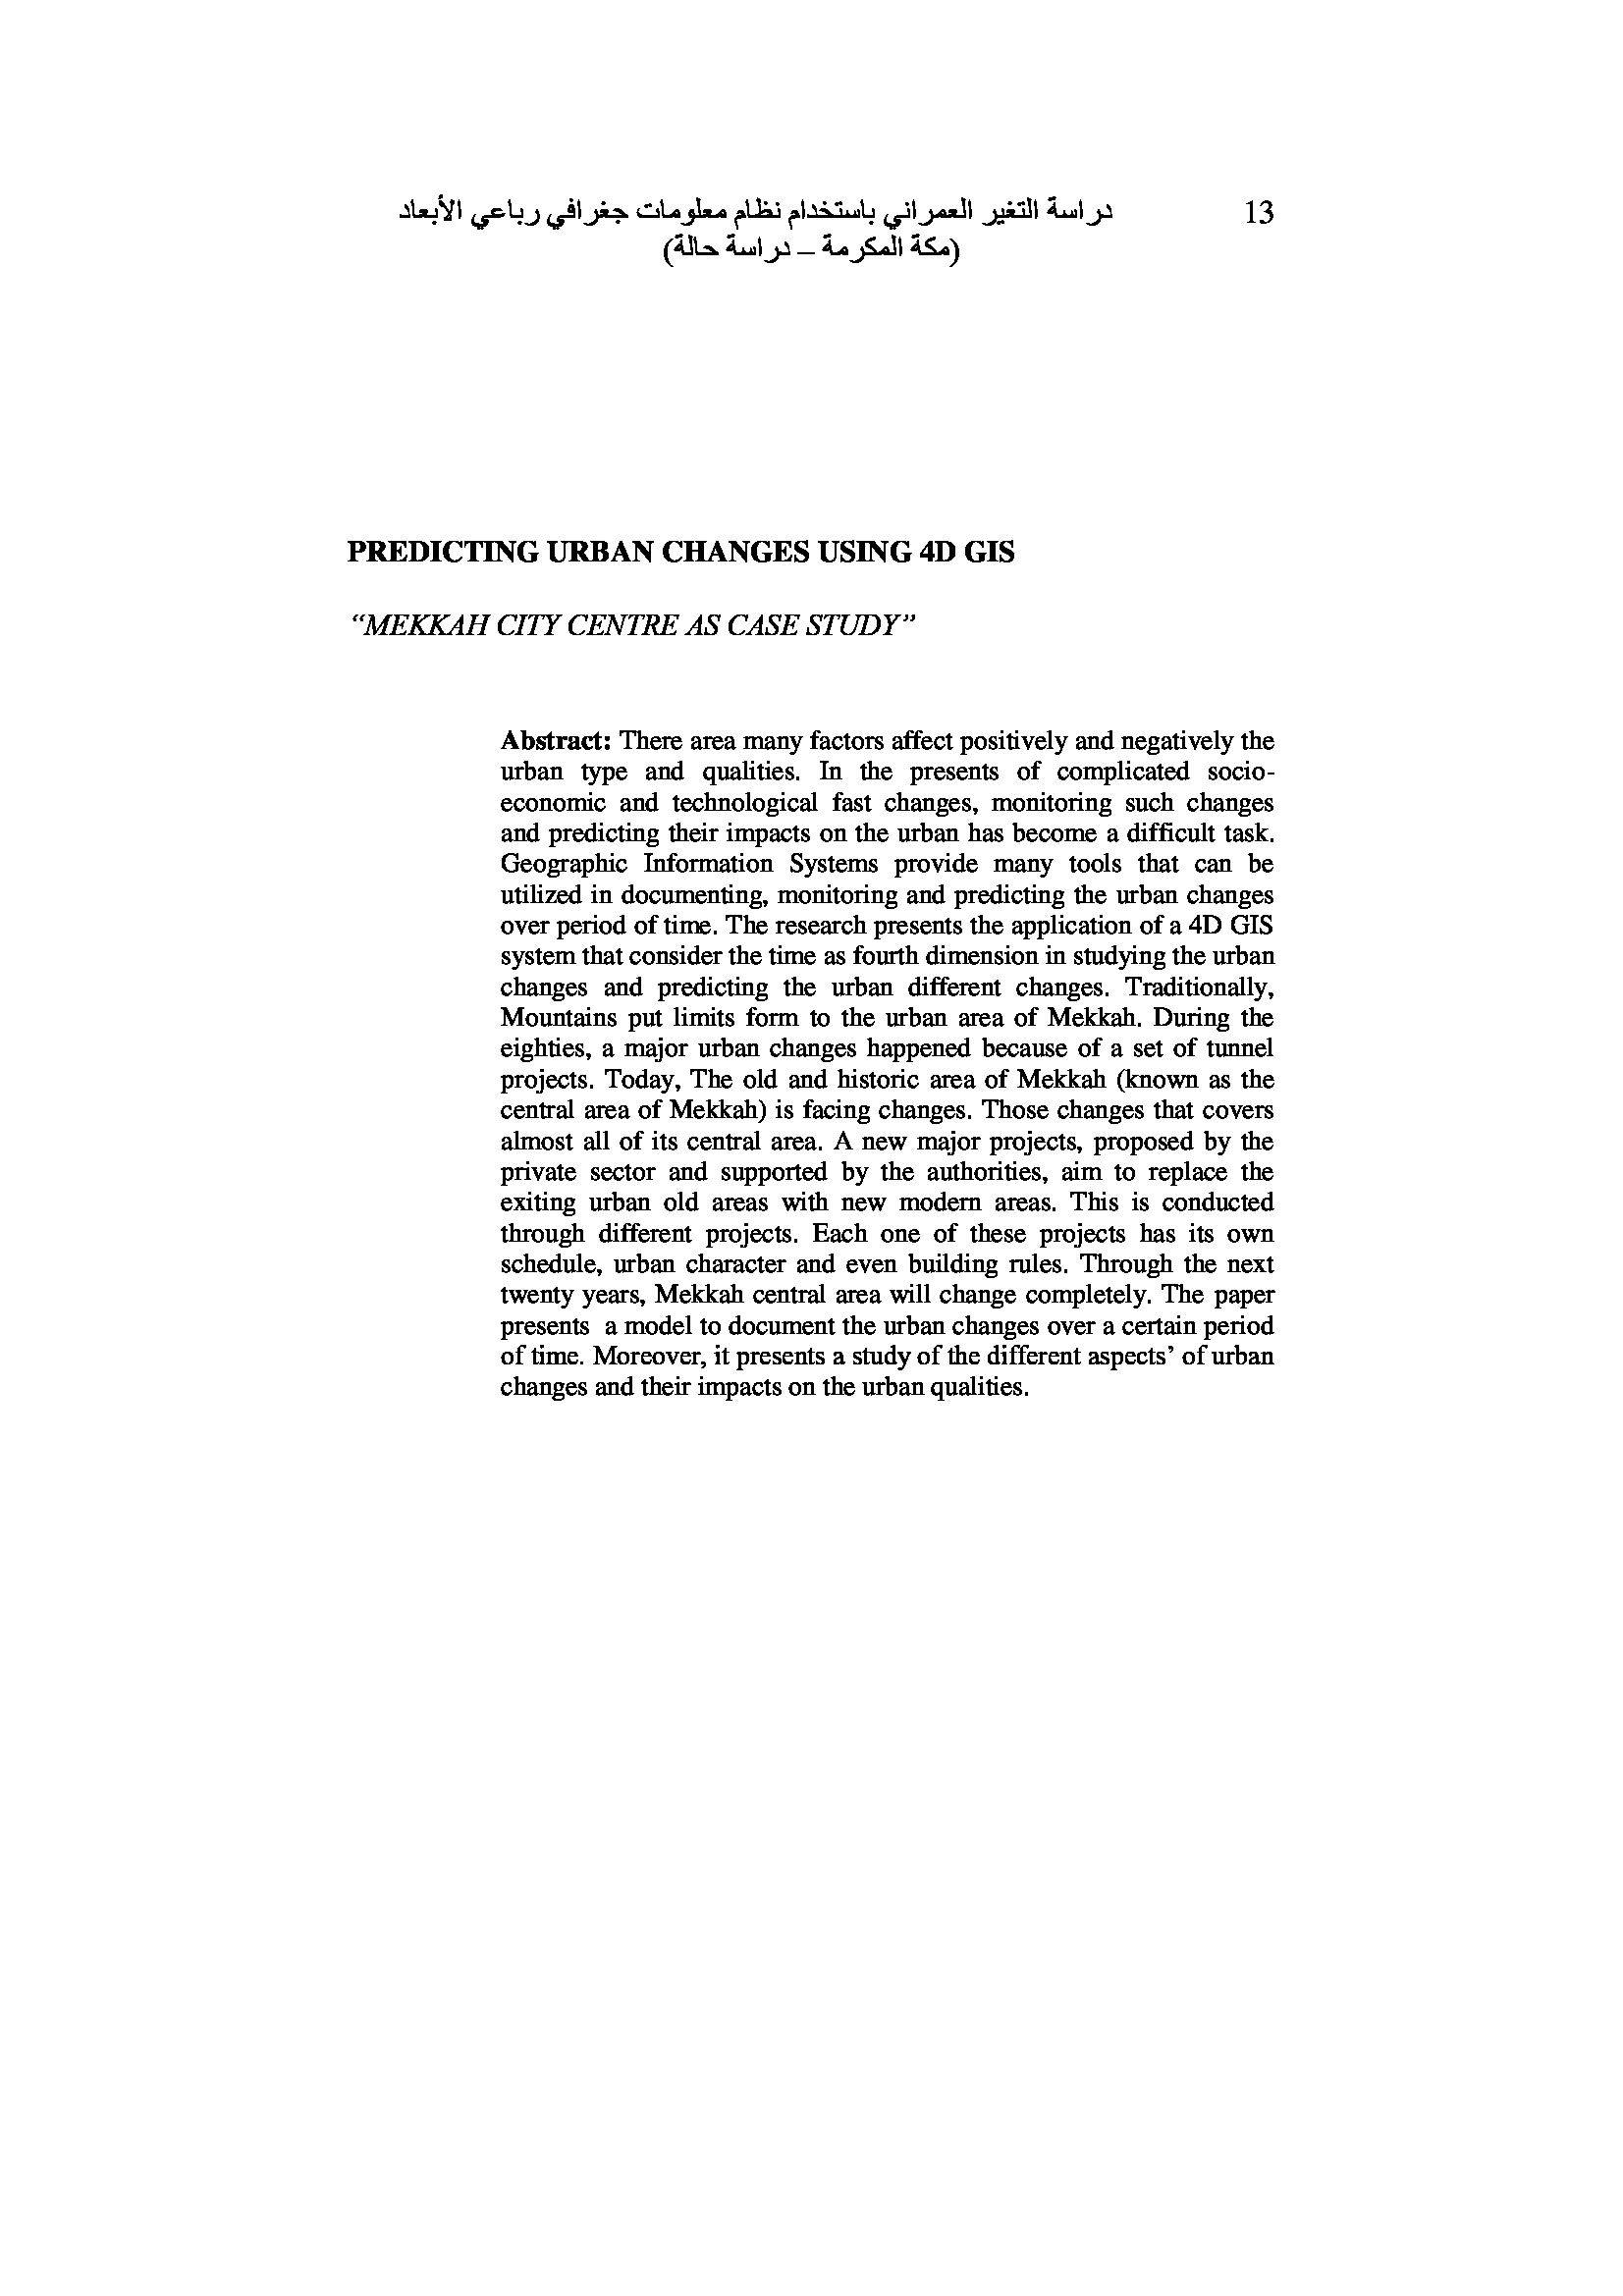 13
دراسة التغير العمراني باستخدام نظام معلومات جغرافي رباعي الأبعاد
(مكة المكرمة – دراسة حالة)
PREDICTING URBAN CHANGES USING 4D GIS
“MEKKAH CITY CENTRE AS CASE STUDY”
Abstract: There area many factors affect positively and negatively the
urban type and qualities. In the presents of complicated socio-
economic and technological fast changes, monitoring such changes
and predicting their impacts on the urban has become a difficult task.
Geographic Information Systems provide many tools that can be
utilized in documenting, monitoring and predicting the urban changes
over period of time. The research presents the application of a 4D GIS
system that consider the time as fourth dimension in studying the urban
changes and predicting the urban different changes. Traditionally,
Mountains put limits form to the urban area of Mekkah. During the
eighties, a major urban changes happened because of a set of tunnel
projects. Today, The old and historic area of Mekkah (known as the
central area of Mekkah) is facing changes. Those changes that covers
almost all of its central area. A new major projects, proposed by the
private sector and supported by the authorities, aim to replace the
exiting urban old areas with new modern areas. This is conducted
through different projects. Each one of these projects has its own
schedule, urban character and even building rules. Through the next
twenty years, Mekkah central area will change completely. The paper
presents a model to document the urban changes over a certain period
of time. Moreover, it presents a study of the different aspects’ of urban
changes and their impacts on the urban qualities.